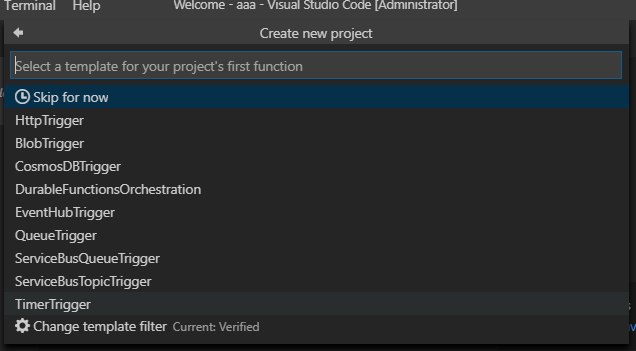 Terminal Help Welcome - aaa - Visual Studio Code [Administrator]
Create new project
Select a template for your project's first function
Skip for now
HttpTrigger
BlobTrigger
CosmosDBTrigger
DurableFunctionsOrchestration
EventHubTrigger
QueueTrigger
ServiceBusQueueTrigger
ServiceBusTopicTrigger
TimerTrigger
Change template filter Current: Verified